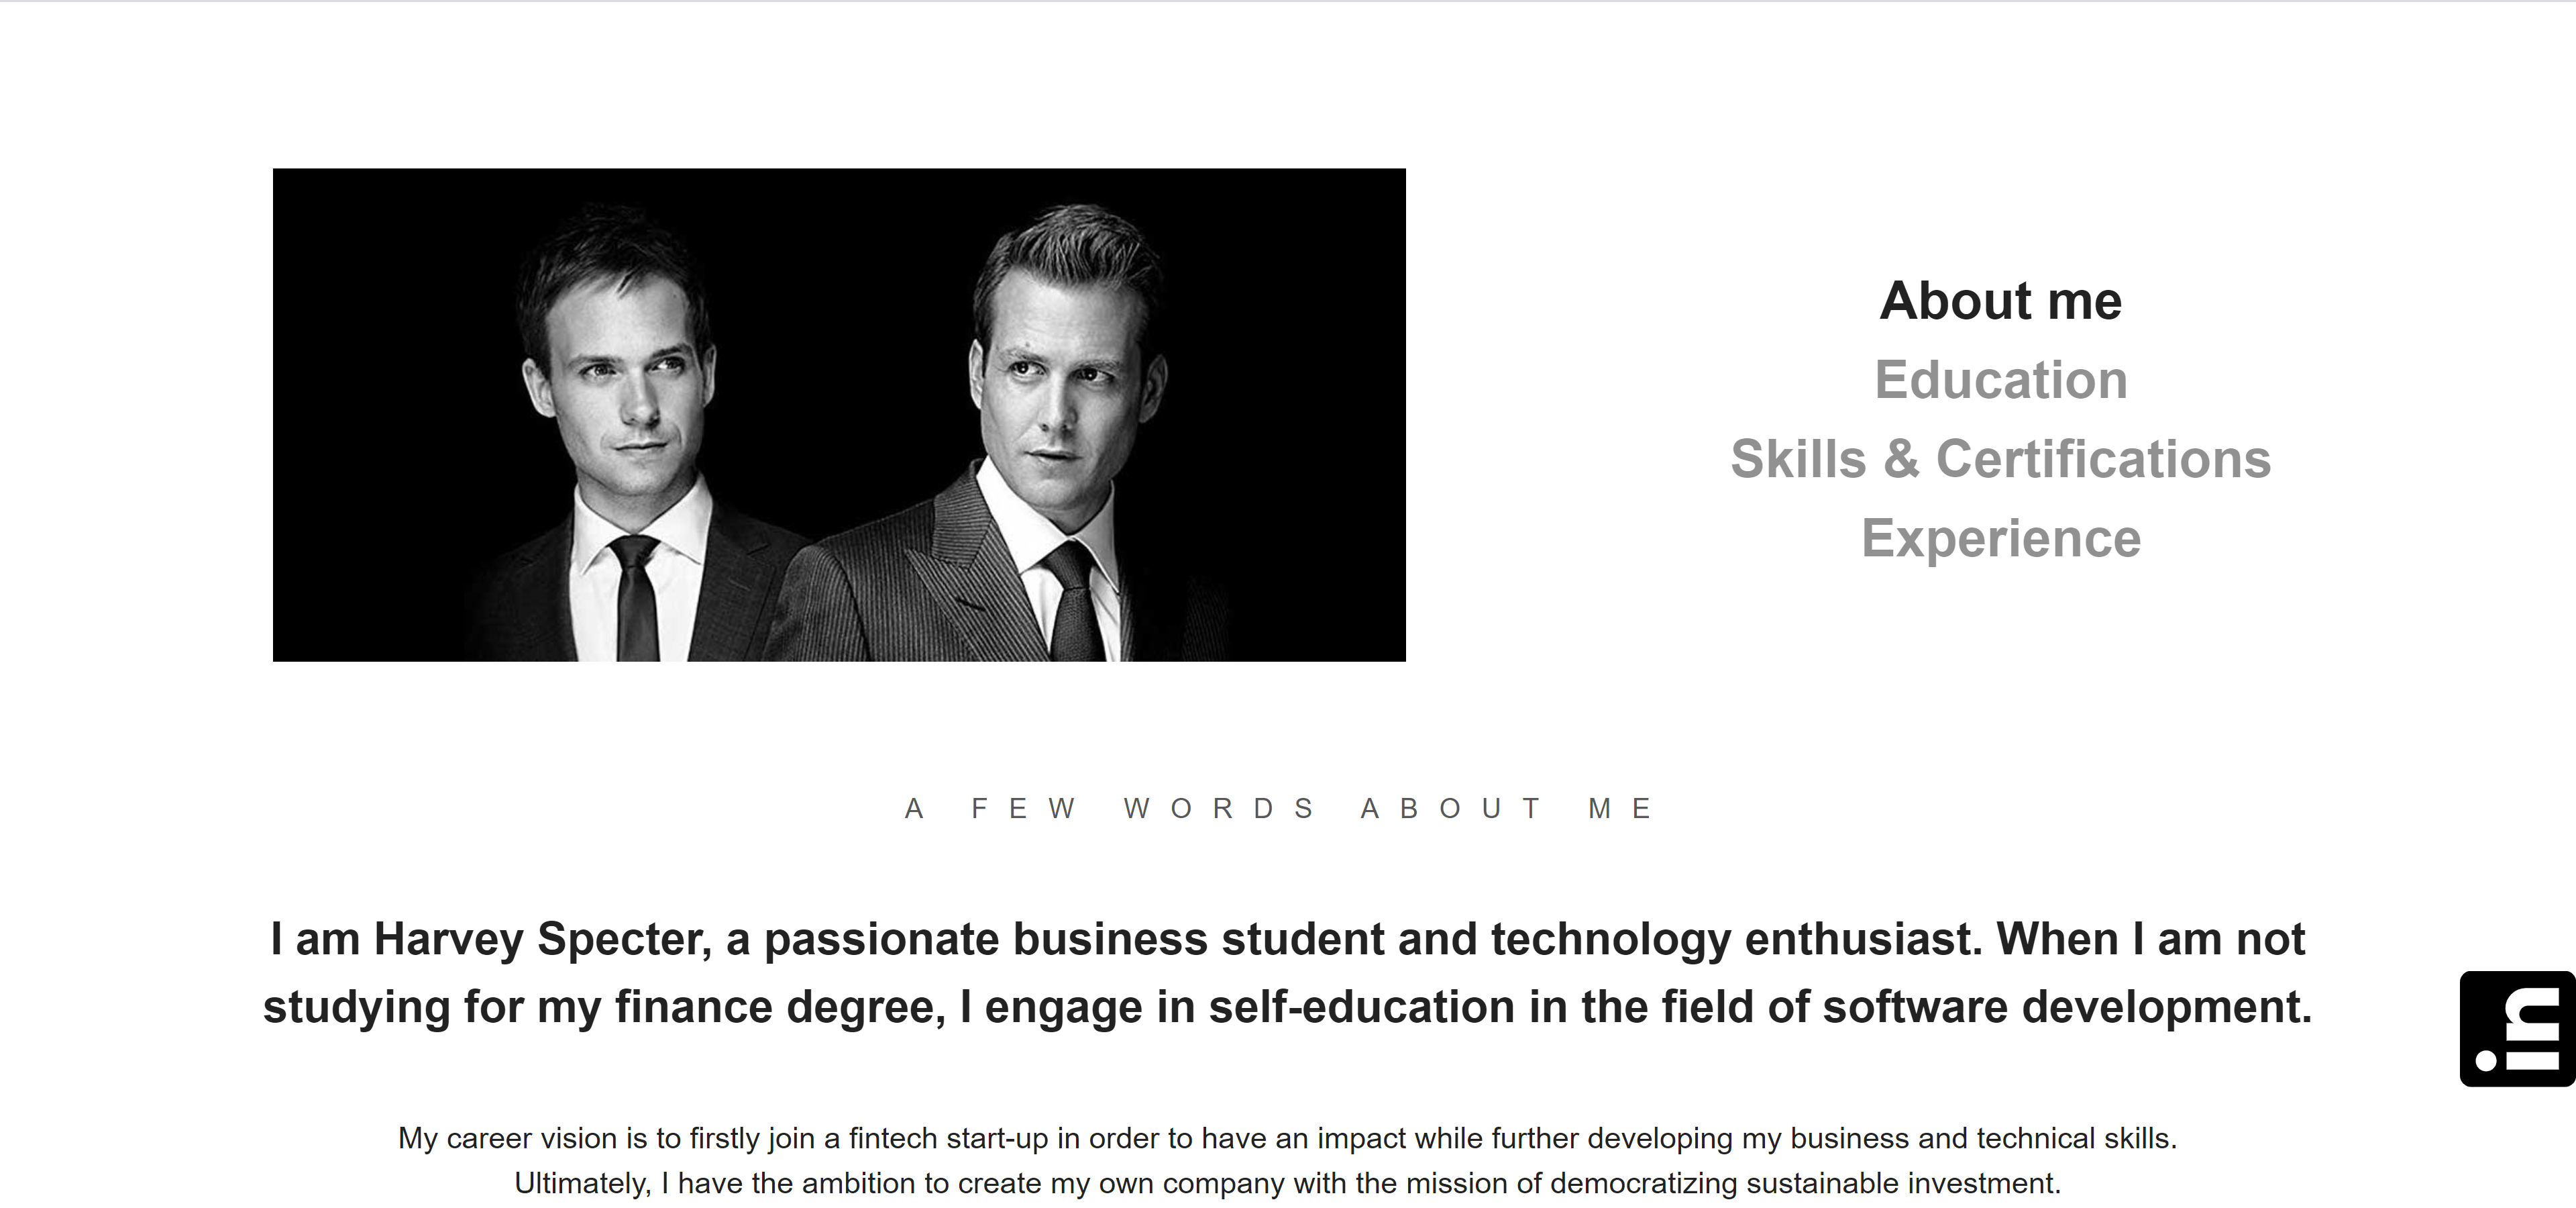 About me
Education
Skills & Certifications
Experience
A FEW WORDS ABOUT ME
I am Harvey Specter, a passionate business student and technology enthusiast. When I am not
studying for my finance degree, I engage in self-education in the field of software development.
in
My career vision is to firstly join a fintech start-up in order to have an impact while further developing my business and technical skills.
Ultimately, I have the ambition to create my own company with the mission of democratizing sustainable investment.